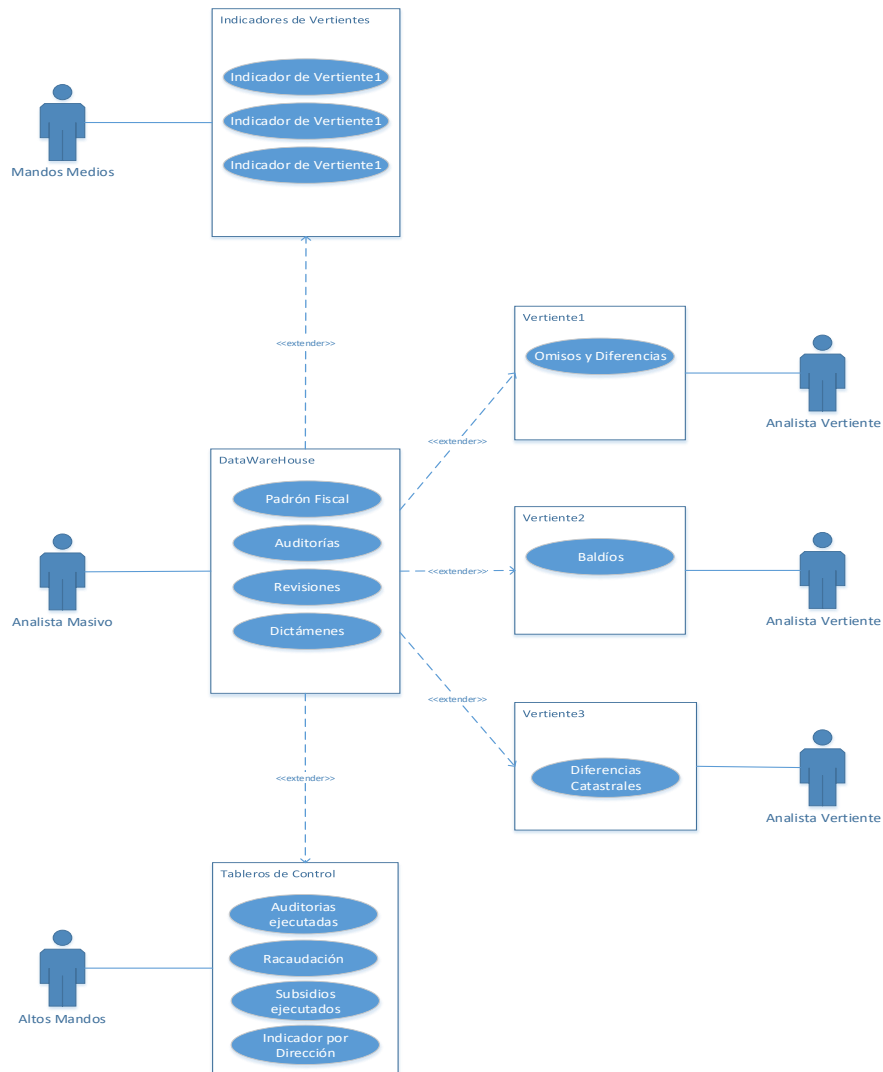 Indicadores de Vertientes
Indicador de Vertiente1
Indicador de Vertiente1
Indicador de Vertiente1
Mandos Medios
<<extender>>
Vertiente1
Omisos y Diferencias
Analista Vertiente
<<extender>>
DataWareHouse
Padrón Fiscal
Auditorías
Revisiones
Dictámenes
Analista Masivo
<<extender>>
Vertiente2
Baldíos
Analista Vertiente
<<extender>>
Vertiente3
Diferencias
Catastrales
Analista Vertiente
<<extender>>
Tableros de Control
Auditorias
ejecutadas
Racaudación
Subsidios
ejecutados
Indicador por
Dirección
Altos Mandos